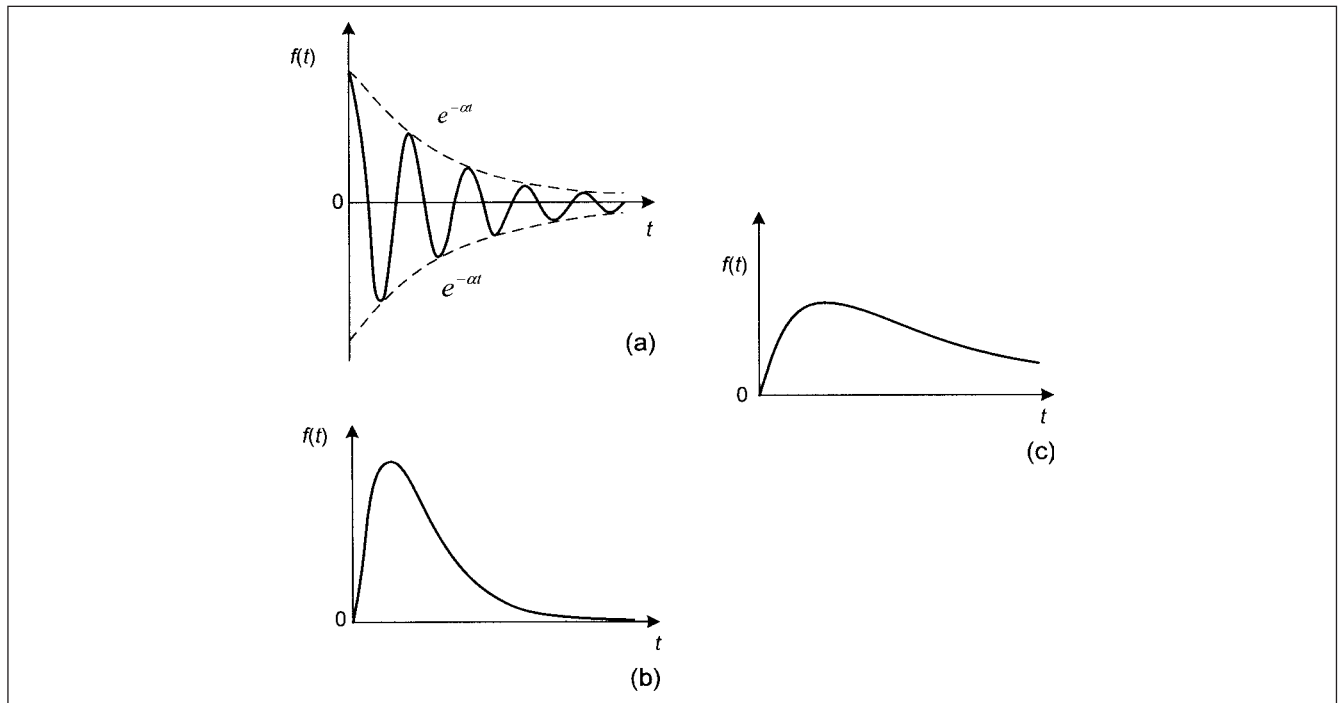 f(t)
e^{-αt}
0
t
e^{-αt}
(a)
f(t)
0
t
(c)
f(t)
0
t
(b)